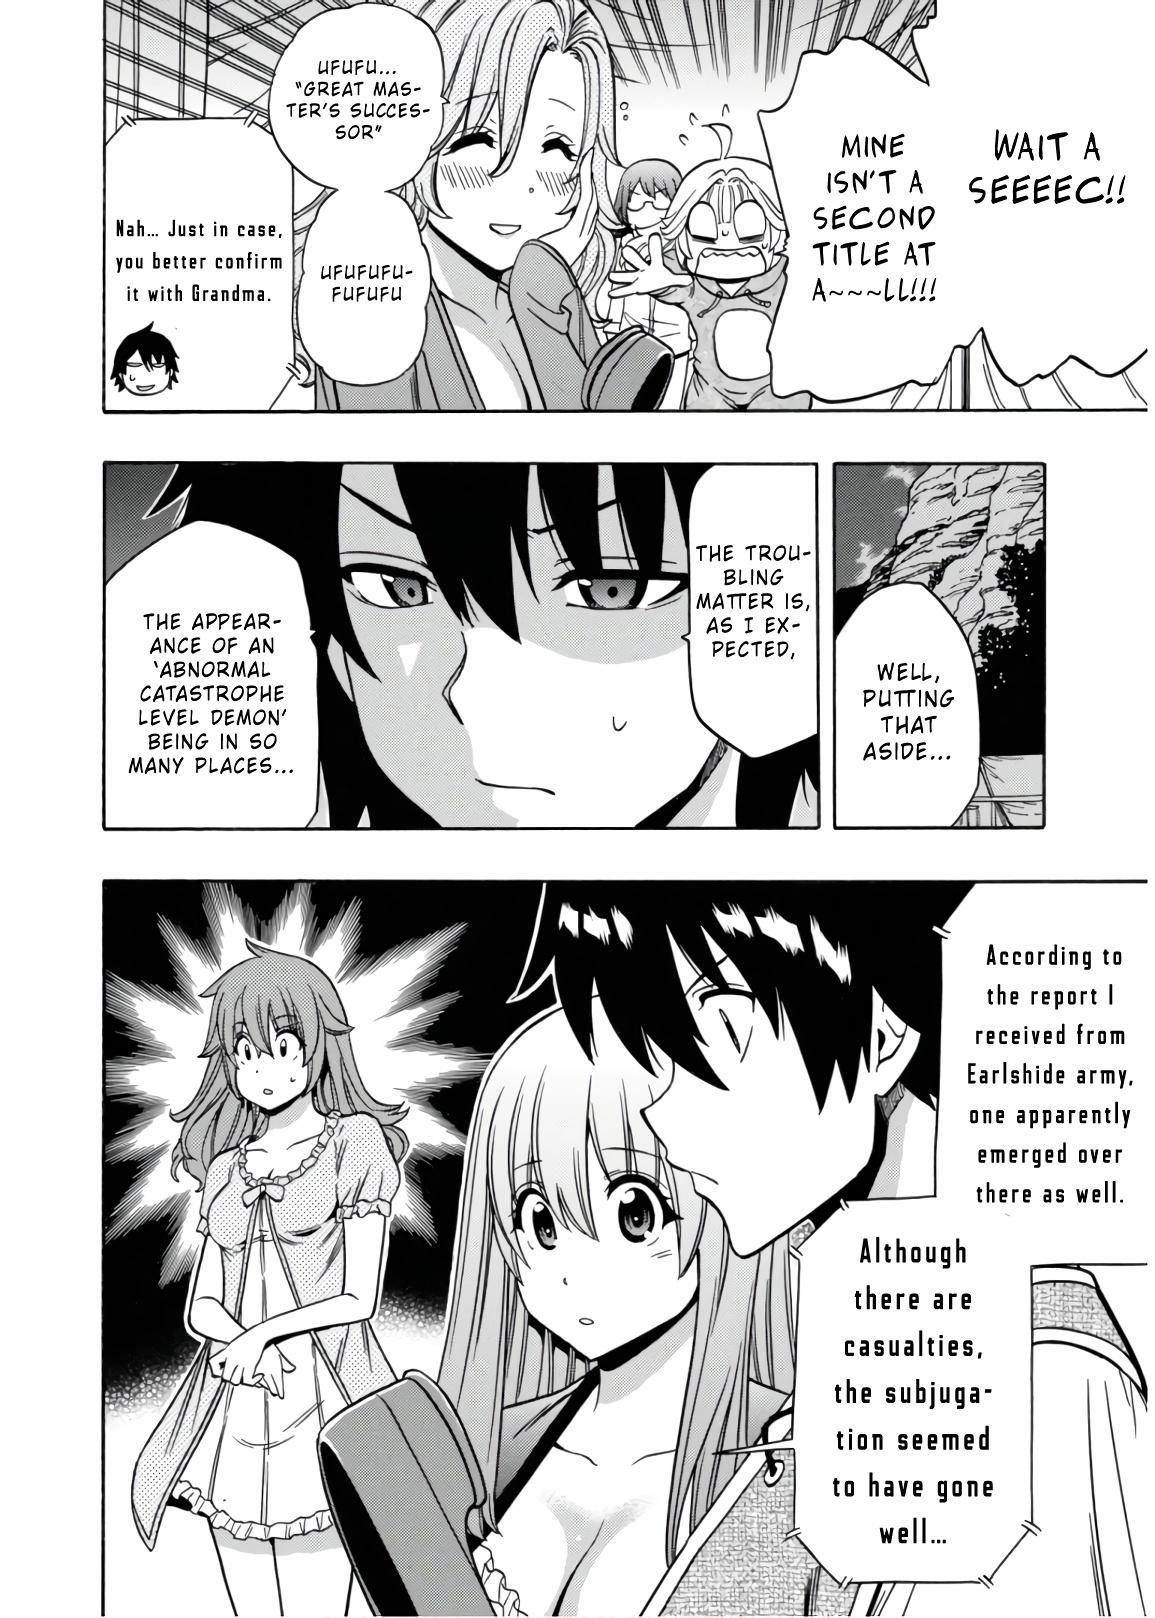 WAIT A
SEEEEC!!
MINE
ISN'T A
SECOND
TITLE AT
A~~~LL!!!
UFUFU...
"GREAT MAS-
TER'S SUCCES-
SOR"
UFUFUFU-
FUFUFU
Nah... Just in case,
you better confirm
it with Grandma.
WELL,
PUTTING
THAT
ASIDE...
THE TROU-
BLING
MATTER IS,
AS I EX-
PECTED,
THE APPEAR-
ANCE OF AN
'ABNORMAL
CATASTROPHE
LEVEL DEMON'
BEING IN SO
MANY PLACES...
According to
the report I
received from
Earlshide army,
one apparently
emerged over
there as well.
Although
there are
casualties,
the subjuga-
tion seemed
to have gone
well...